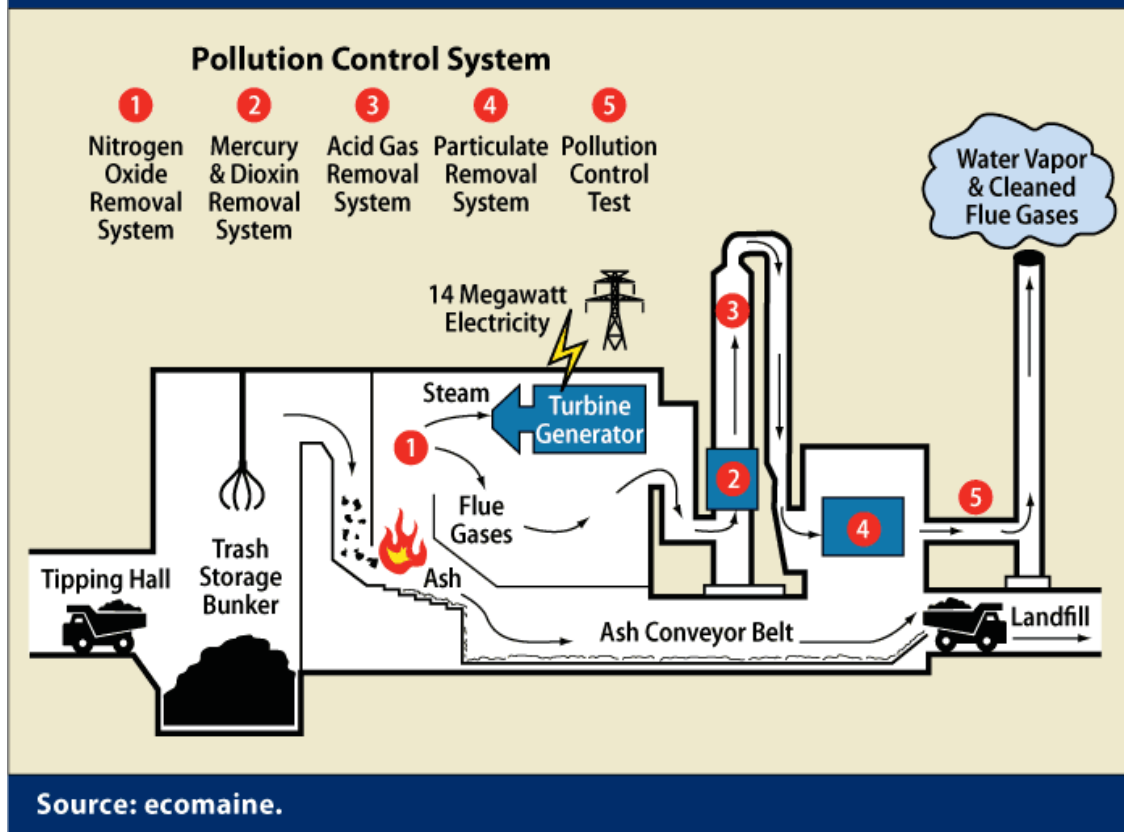 Pollution Control System
1
2
3
4
5
Nitrogen
Oxide
Removal
System
Mercury
& Dioxin
Removal
System
Acid Gas
Removal
System
Particulate
Removal
System
Pollution
Control
Test
Water Vapor
& Cleaned
Flue Gases
14 Megawatt
Electricity
3
Steam
Turbine
Generator
1
2
Flue
Gases
4
5
Tipping Hall
Trash
Storage
Bunker
Ash
Ash Conveyor Belt
Landfill
Source: ecomaine.